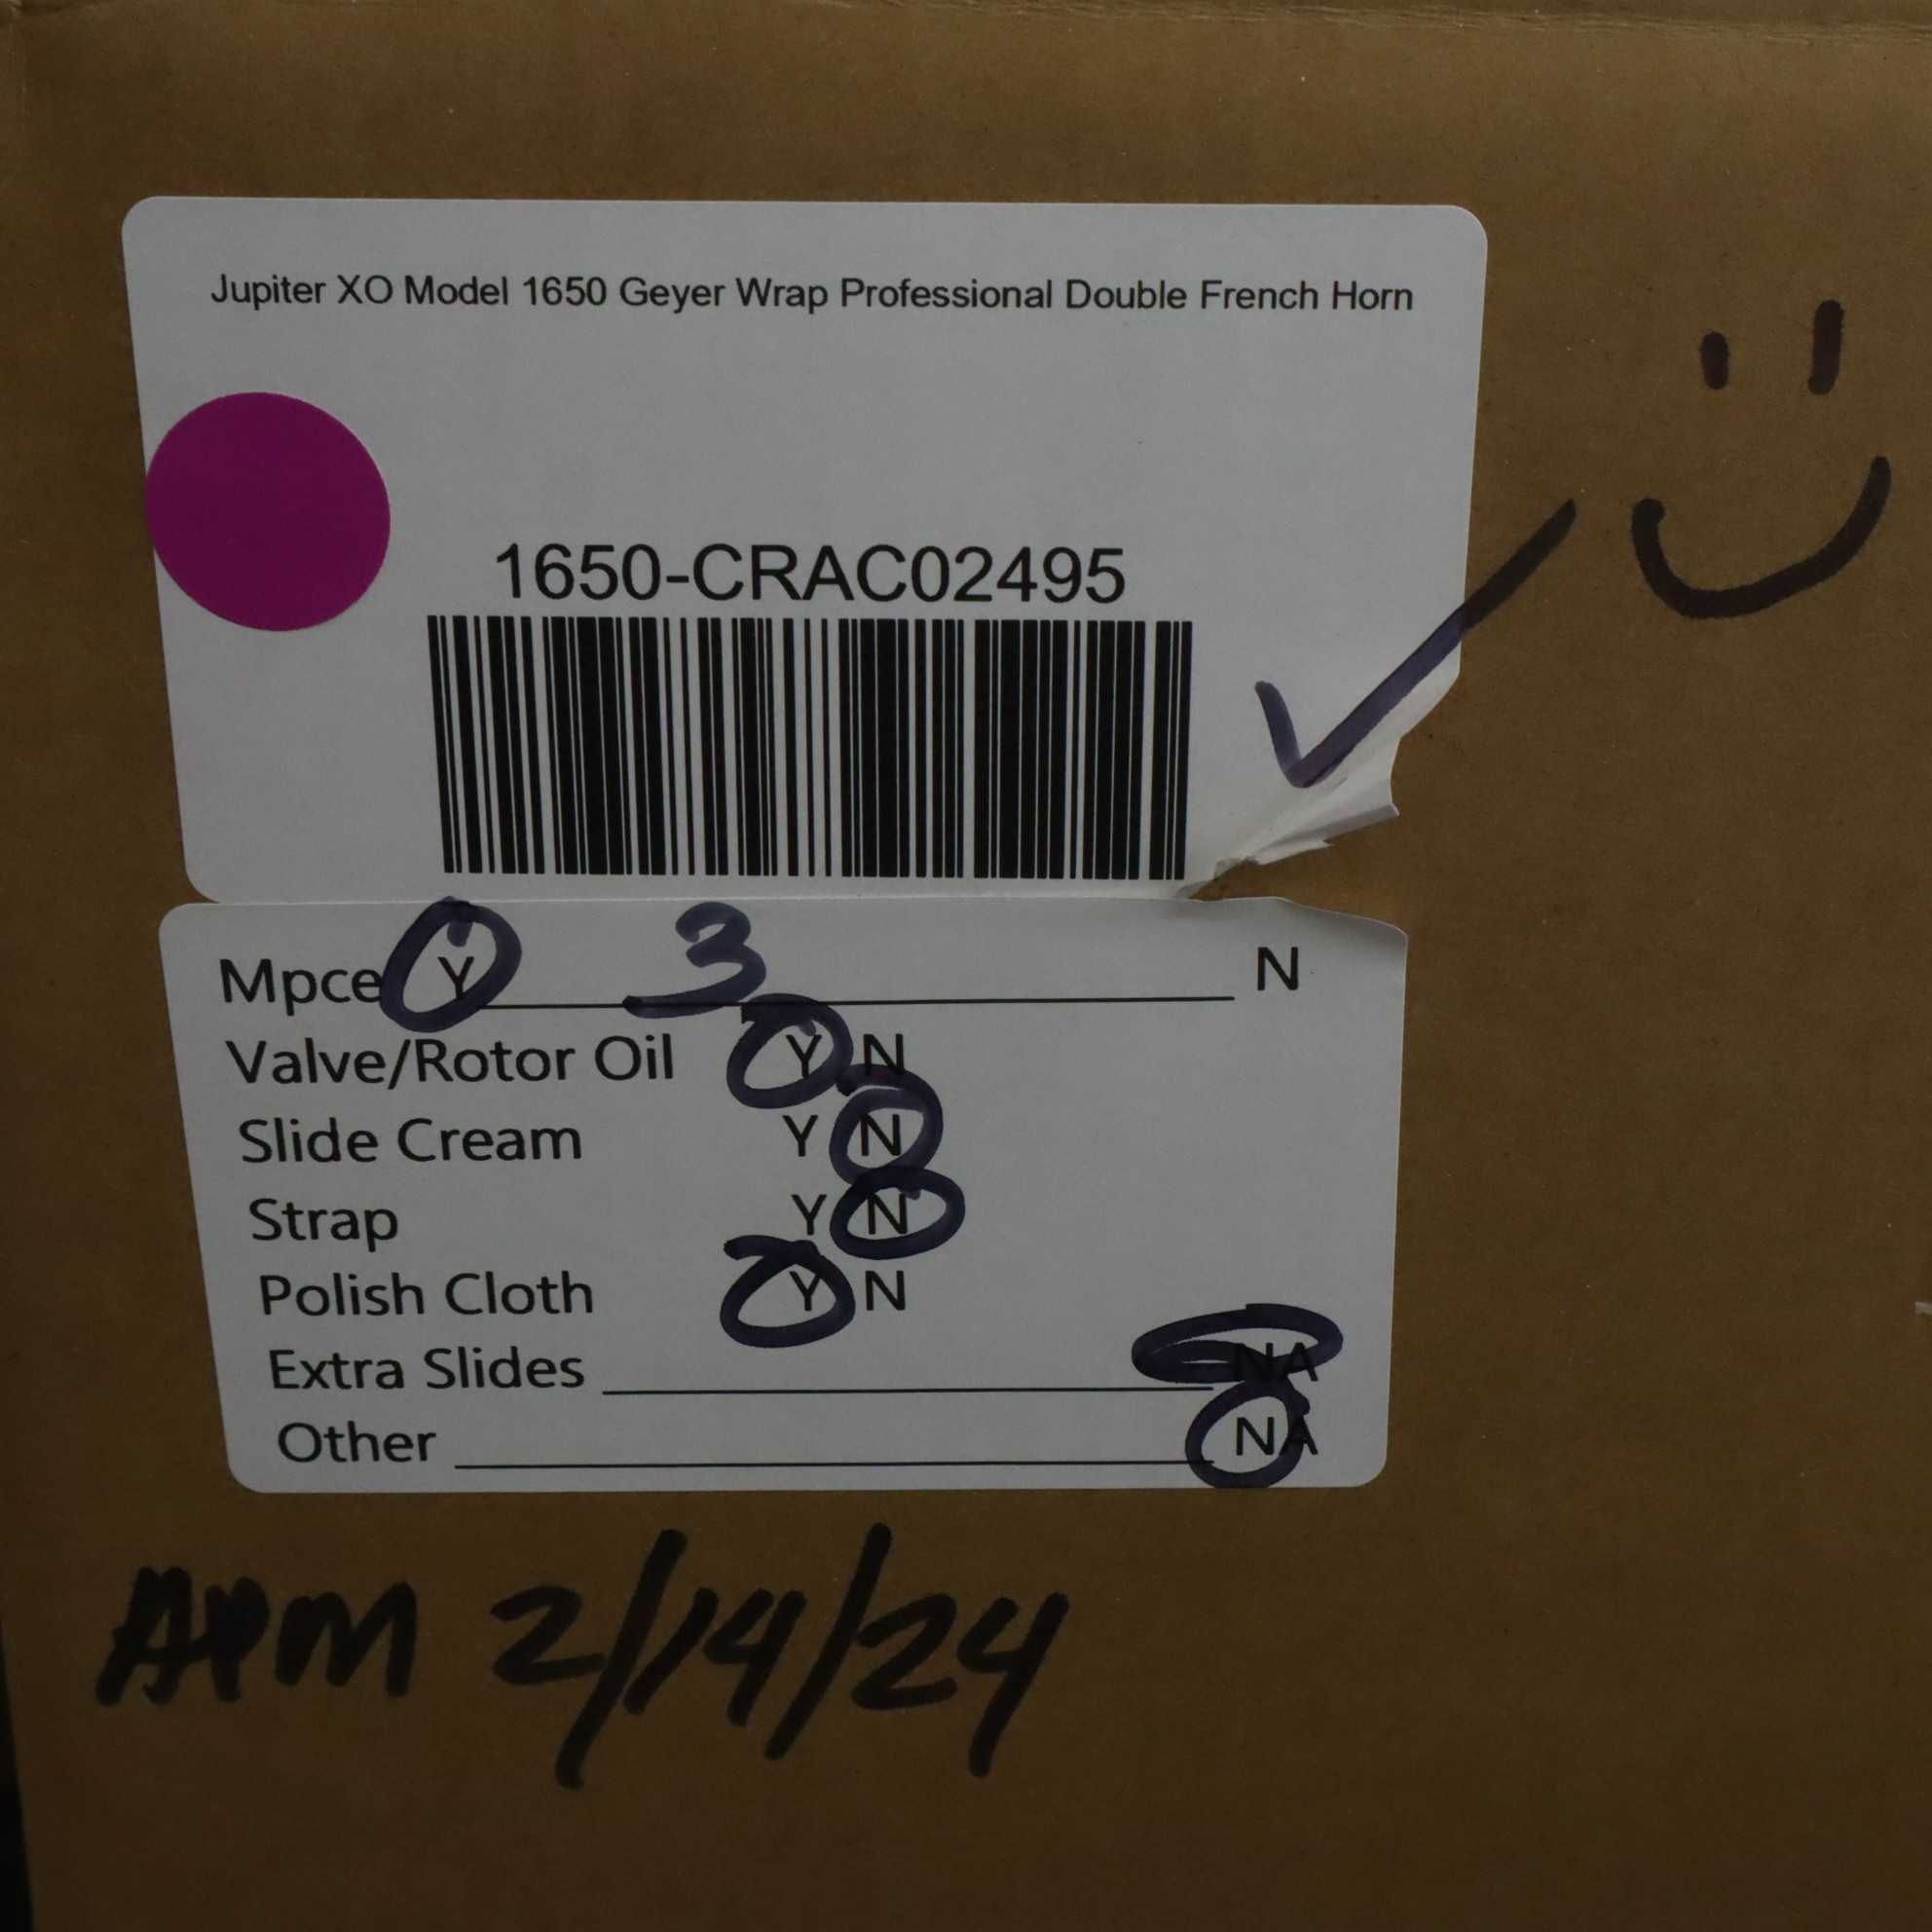 Jupiter XO Model 1650 Geyer Wrap Professional Double French Horn
1650-CRAC02495
Mpce Y 3 N
Valve/Rotor Oil Y N
Slide Cream Y N
Strap Y N
Polish Cloth Y N
Extra Slides NA
Other NA
APM 2/14/24